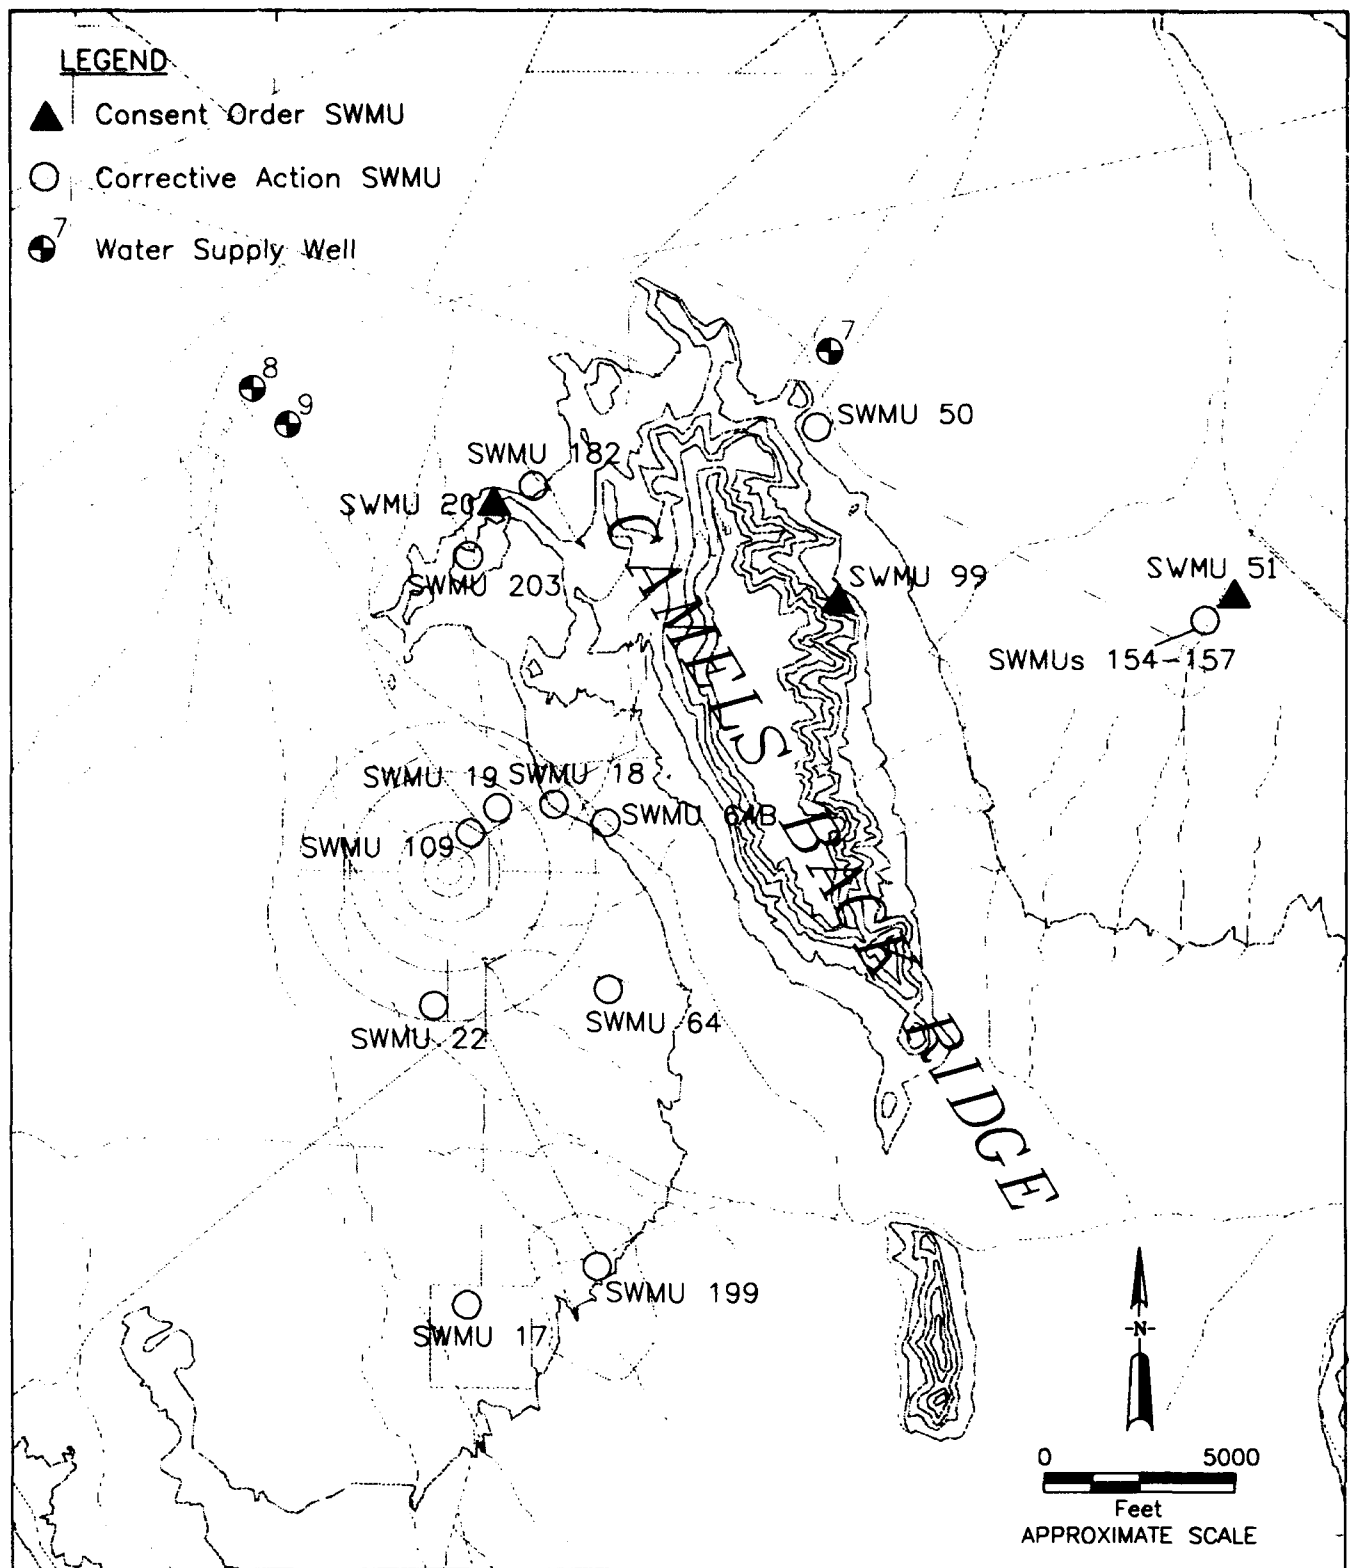 LEGEND
Consent Order SWMU
Corrective Action SWMU
7
Water Supply Well
7
8
9
SWMU 50
SWMU 182
SWMU 20
SWMU 203
SWMU 99
SWMU 51
SWMUs 154-157
CAMELS BACK RIDGE
SWMU 19
SWMU 18
SWMU 64B
SWMU 109
SWMU 22
SWMU 64
SWMU 199
SWMU 17
N
0 5000
Feet
APPROXIMATE SCALE